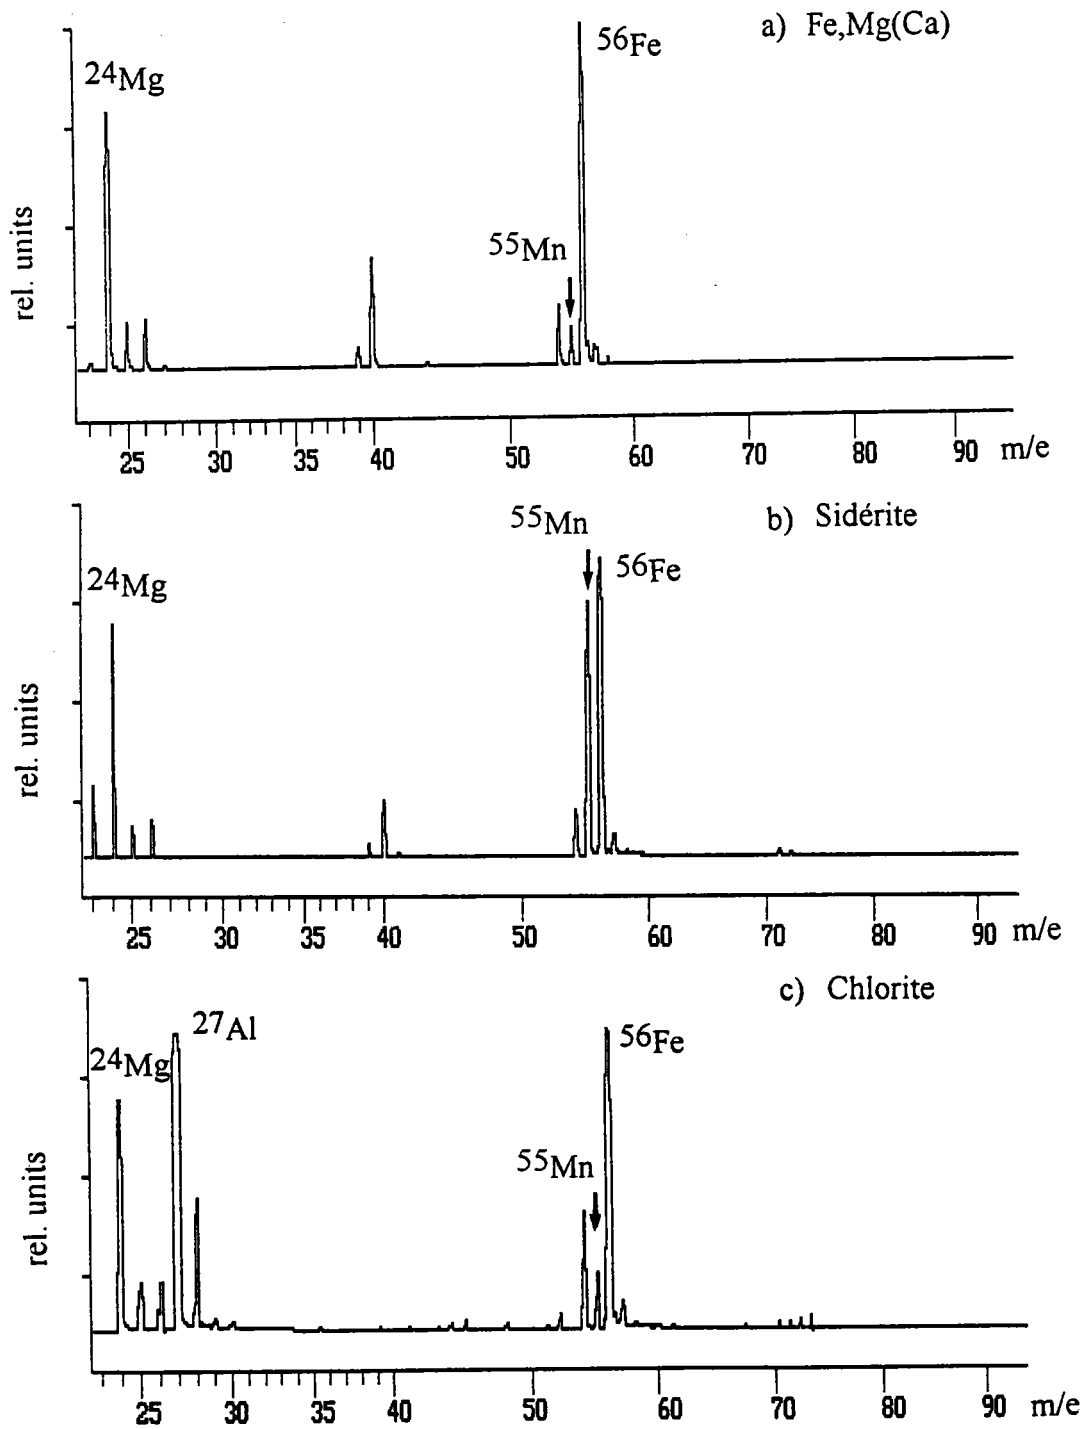 a) Fe,Mg(Ca)
56Fe
24Mg
55Mn
rel. units
25 30 35 40 50 60 70 80 90 m/e
b) Sidérite
55Mn
56Fe
24Mg
rel. units
25 30 35 40 50 60 70 80 90 m/e
c) Chlorite
27Al
56Fe
24Mg
55Mn
rel. units
25 30 35 40 50 60 70 80 90 m/e